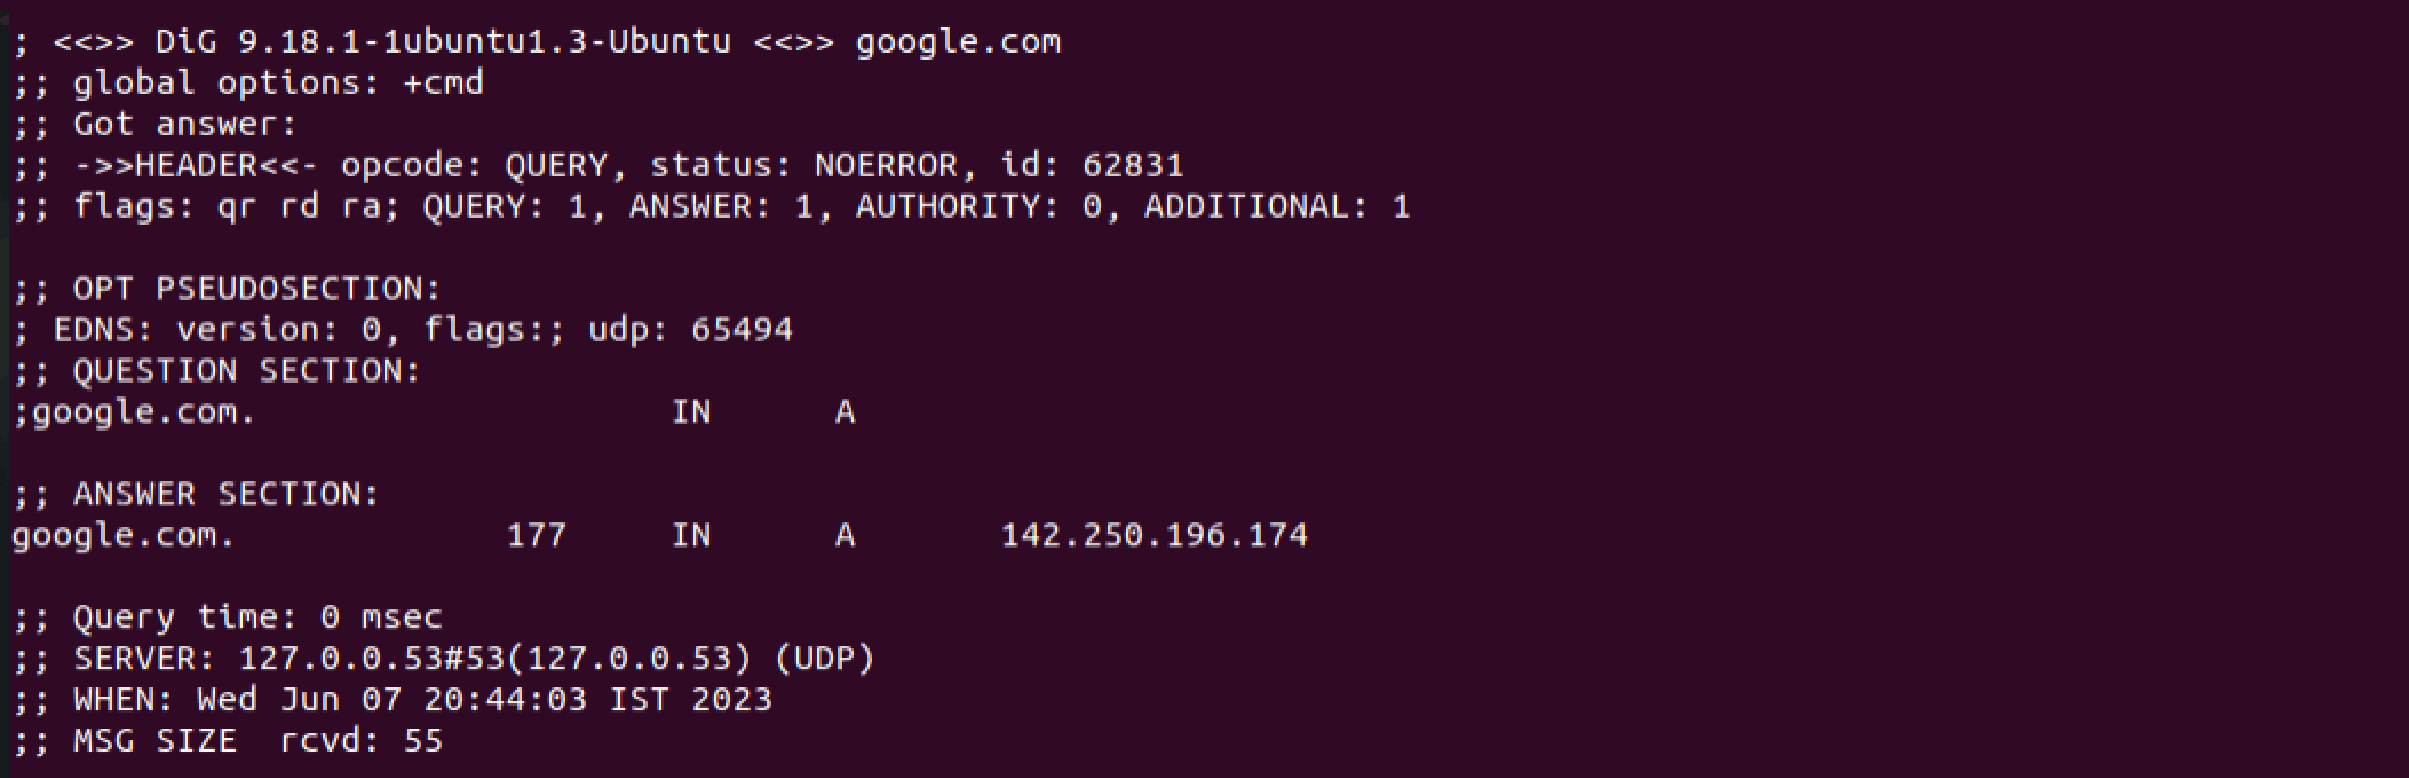 ; <<>> DiG 9.18.1-1ubuntu1.3-Ubuntu <<>> google.com
;; global options: +cmd
;; Got answer:
;; ->>HEADER<<- opcode: QUERY, status: NOERROR, id: 62831
;; flags: qr rd ra; QUERY: 1, ANSWER: 1, AUTHORITY: 0, ADDITIONAL: 1
;; OPT PSEUDOSECTION:
; EDNS: version: 0, flags:; udp: 65494
;; QUESTION SECTION:
;google.com. IN A
;; ANSWER SECTION:
google.com. 177 IN A 142.250.196.174
;; Query time: 0 msec
;; SERVER: 127.0.0.53#53(127.0.0.53) (UDP)
;; WHEN: Wed Jun 07 20:44:03 IST 2023
;; MSG SIZE  rcvd: 55